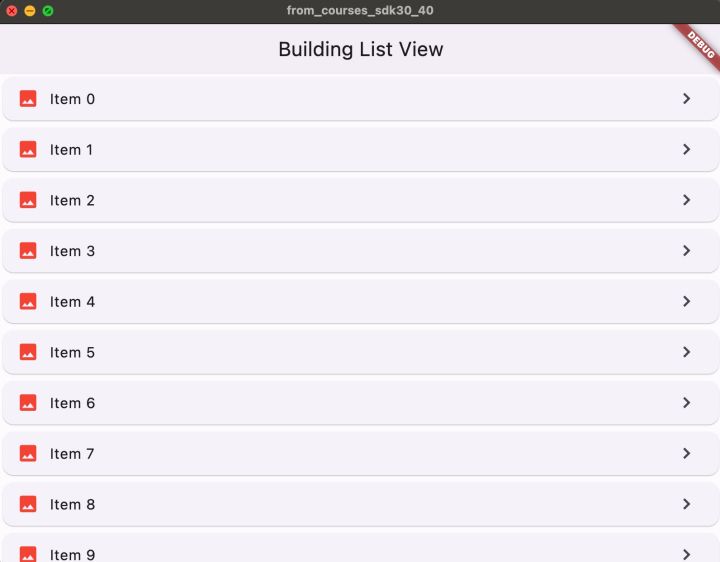 from_courses_sdk30_40
Building List View
DEBUG
Item 0
Item 1
Item 2
Item 3
Item 4
Item 5
Item 6
Item 7
Item 8
Item 9